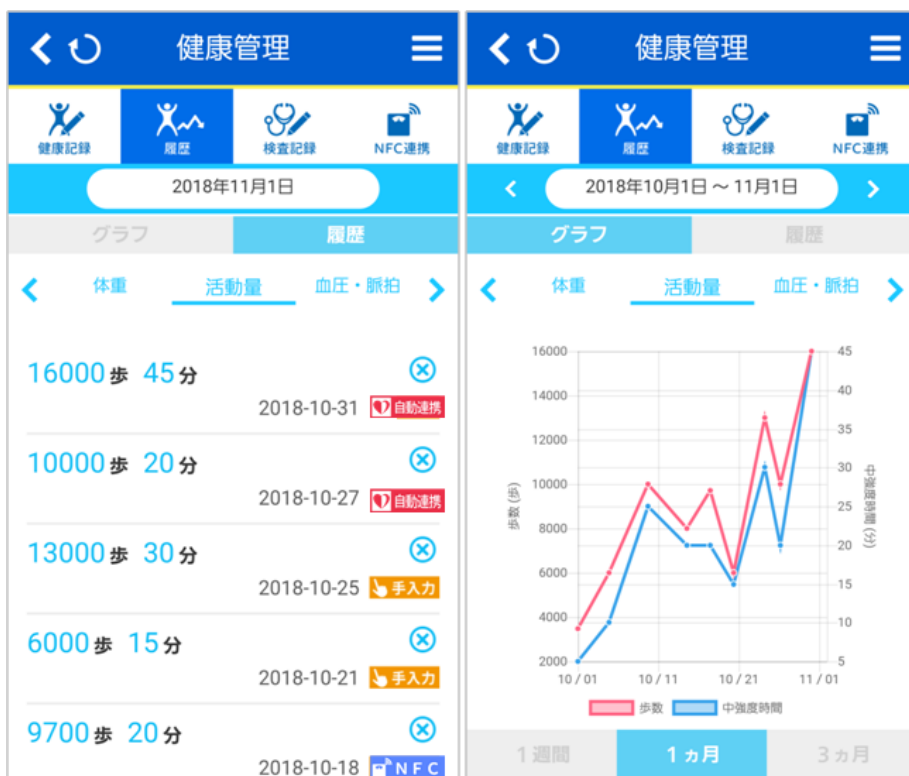 健康管理
健康記録
履歴
検査記録
NFC連携
2018年11月1日
グラフ
履歴
体重
活動量
血圧・脈拍
16000歩 45分
2018-10-31 自動連携
10000歩 20分
2018-10-27 自動連携
13000歩 30分
2018-10-25 手入力
6000歩 15分
2018-10-21 手入力
9700歩 20分
2018-10-18 NFC
健康管理
健康記録
履歴
検査記録
NFC連携
2018年10月1日 ~ 11月1日
グラフ
履歴
体重
活動量
血圧・脈拍
歩数 (歩)
16000
14000
12000
10000
8000
6000
4000
2000
45
40
35
30
25
20
15
10
5
中強度時間 (分)
10/01
10/11
10/21
11/01
歩数
中強度時間
1週間
1ヵ月
3ヵ月